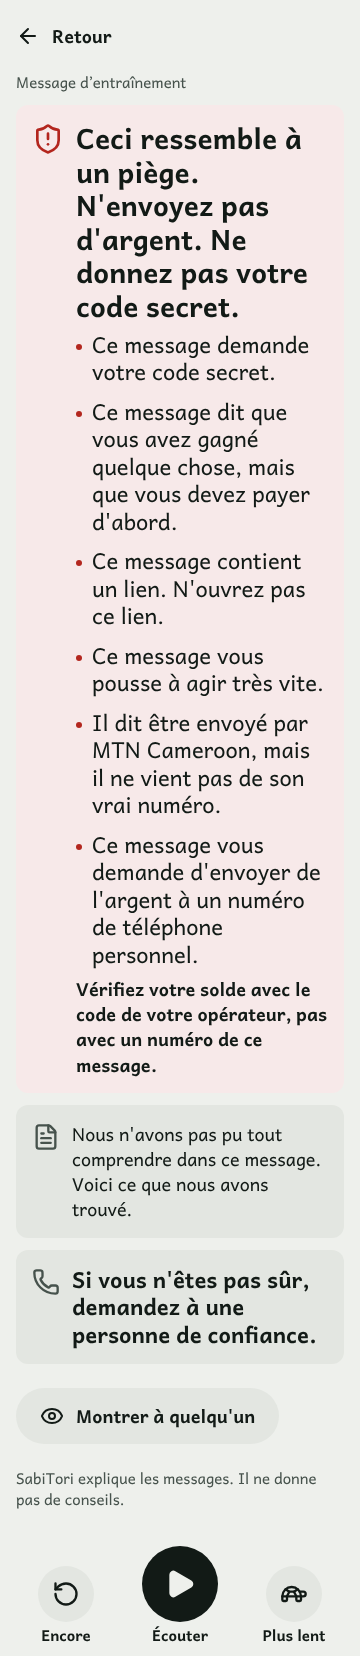 Retour
Message d’entraînement
Ceci ressemble à
un piège.
N'envoyez pas
d'argent. Ne
donnez pas votre
code secret.
• Ce message demande
votre code secret.
• Ce message dit que
vous avez gagné
quelque chose, mais
que vous devez payer
d'abord.
• Ce message contient
un lien. N'ouvrez pas
ce lien.
• Ce message vous
pousse à agir très vite.
• Il dit être envoyé par
MTN Cameroon, mais
il ne vient pas de son
vrai numéro.
• Ce message vous
demande d'envoyer de
l'argent à un numéro
de téléphone
personnel.
Vérifiez votre solde avec le
code de votre opérateur, pas
avec un numéro de ce
message.
Nous n'avons pas pu tout
comprendre dans ce message.
Voici ce que nous avons
trouvé.
Si vous n'êtes pas sûr,
demandez à une
personne de confiance.
Montrer à quelqu'un
SabiTori explique les messages. Il ne donne
pas de conseils.
Encore
Écouter
Plus lent